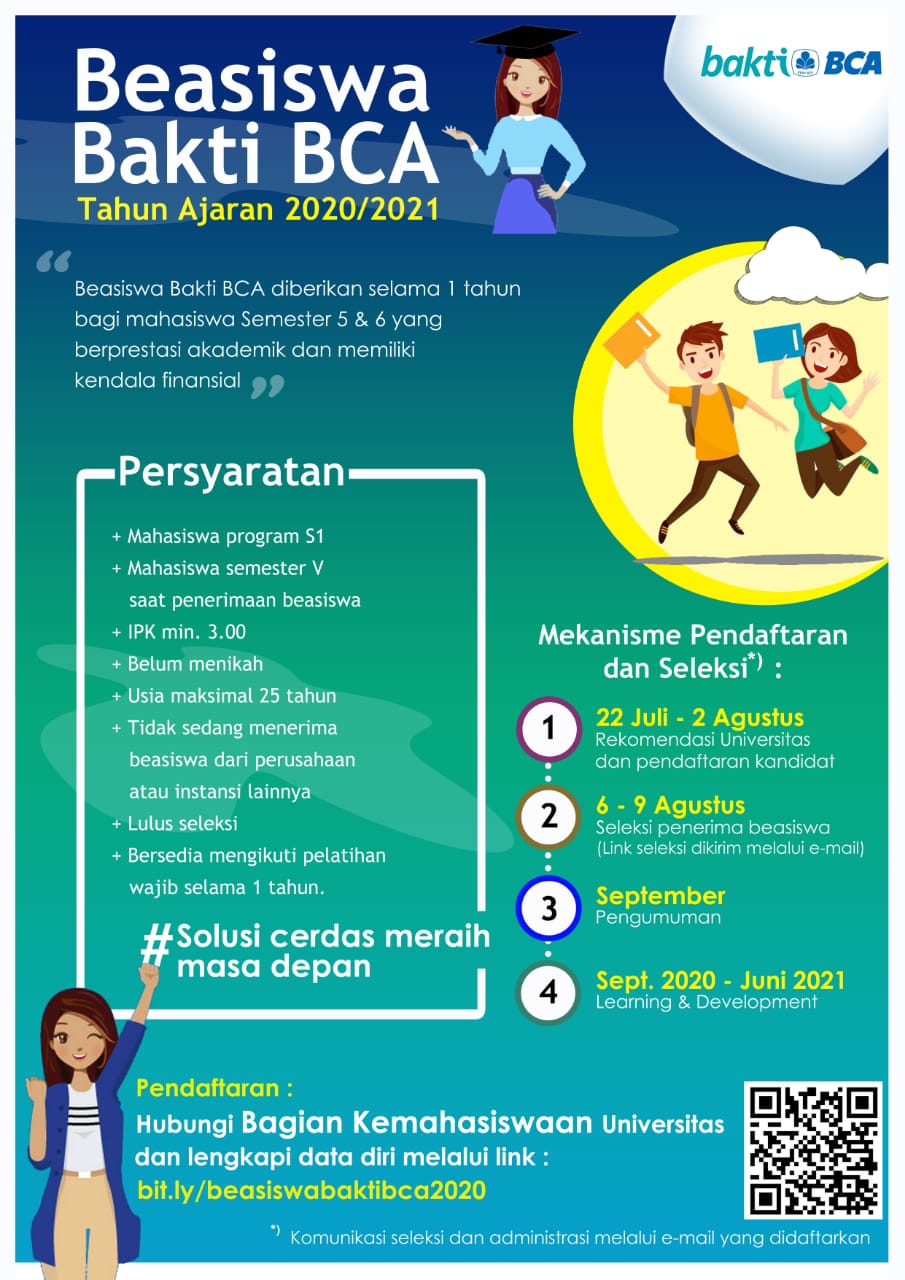 Beasiswa
Bakti BCA
Tahun Ajaran 2020/2021
bakti BCA
“
Beasiswa Bakti BCA diberikan selama 1 tahun
bagi mahasiswa Semester 5 & 6 yang
berprestasi akademik dan memiliki
kendala finansial ”
Persyaratan
+ Mahasiswa program S1
+ Mahasiswa semester V
saat penerimaan beasiswa
+ IPK min. 3.00
+ Belum menikah
+ Usia maksimal 25 tahun
+ Tidak sedang menerima
beasiswa dari perusahaan
atau instansi lainnya
+ Lulus seleksi
+ Bersedia mengikuti pelatihan
wajib selama 1 tahun.
#Solusi cerdas meraih
masa depan
Mekanisme Pendaftaran
dan Seleksi*) :
1
22 Juli - 2 Agustus
Rekomendasi Universitas
dan pendaftaran kandidat
2
6 - 9 Agustus
Seleksi penerima beasiswa
(Link seleksi dikirim melalui e-mail)
3
September
Pengumuman
4
Sept. 2020 - Juni 2021
Learning & Development
Pendaftaran :
Hubungi Bagian Kemahasiswaan Universitas
dan lengkapi data diri melalui link :
bit.ly/beasiswabaktibca2020
*) Komunikasi seleksi dan administrasi melalui e-mail yang didaftarkan